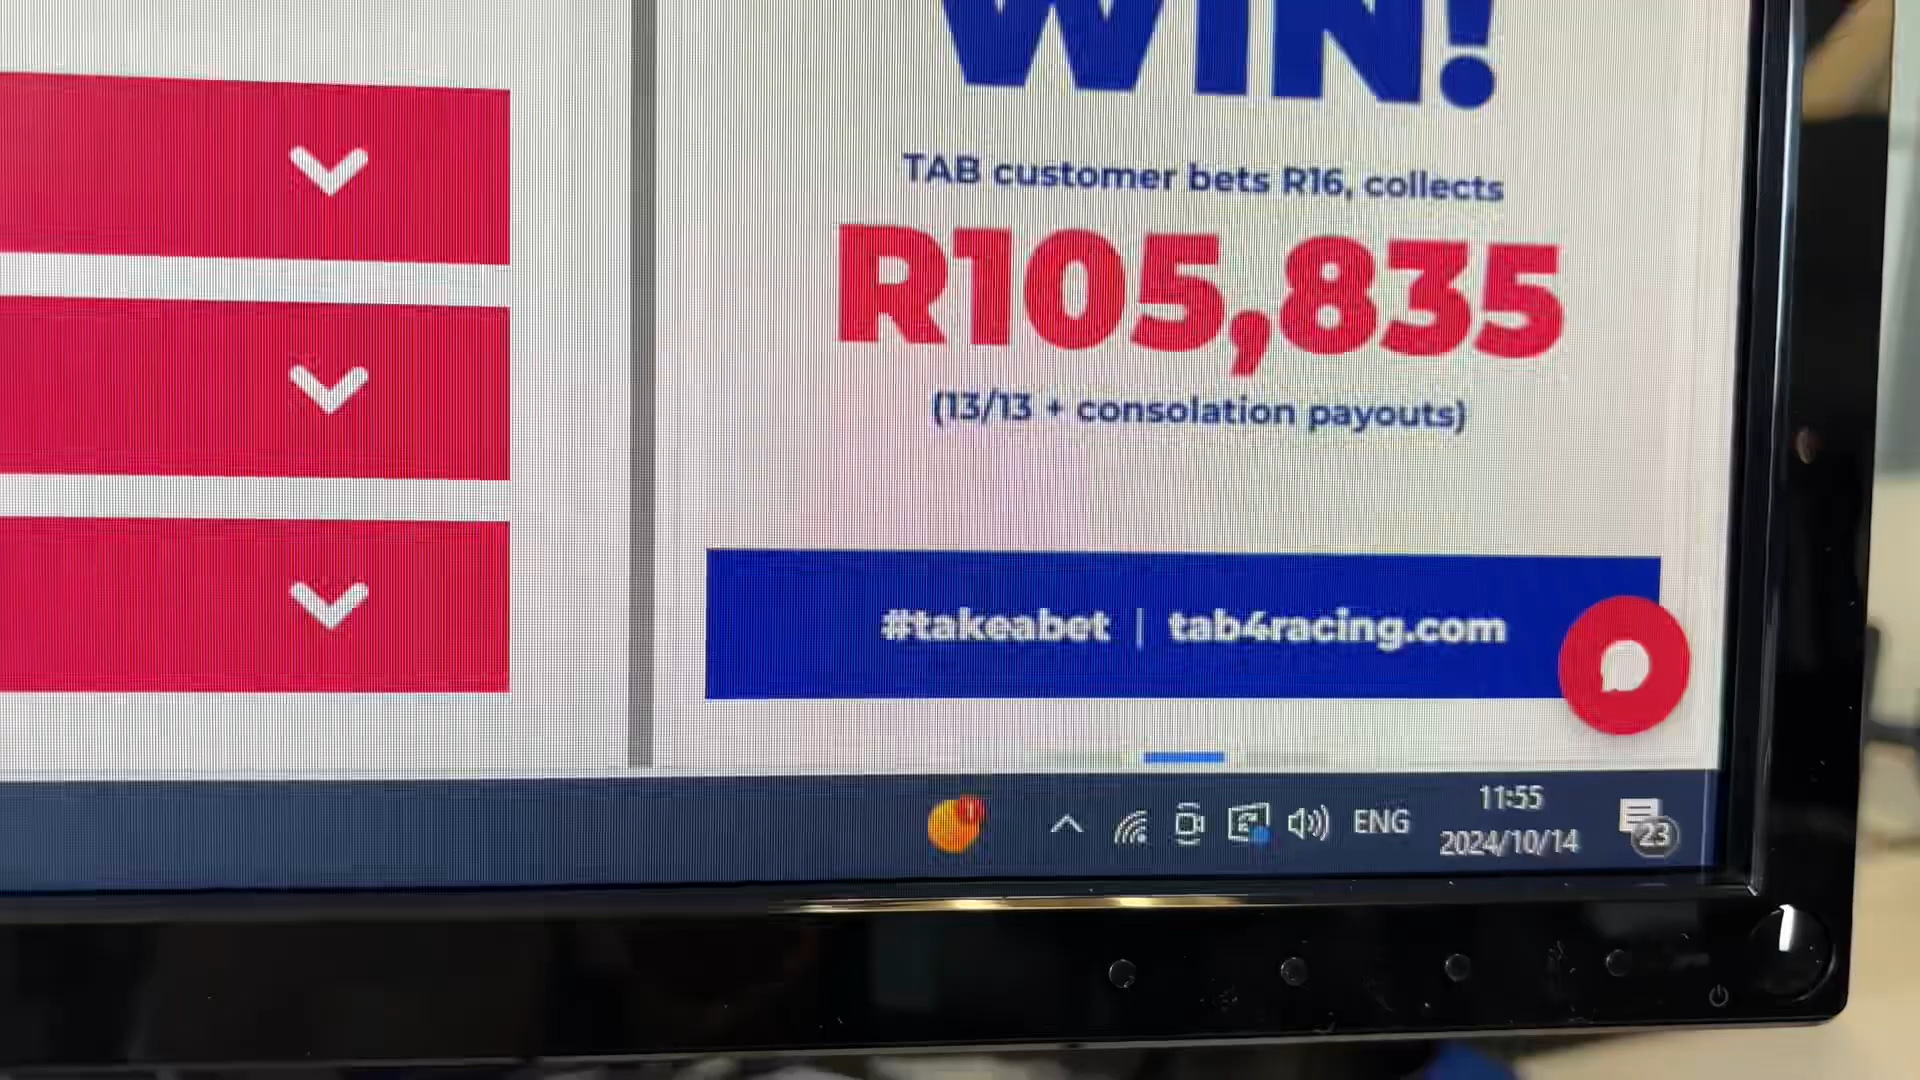 WIN!
TAB customer bets R16, collects
R105,835
(13/13 + consolation payouts)
#takeabet | tab4racing.com
ENG
11:55
2024/10/14
23